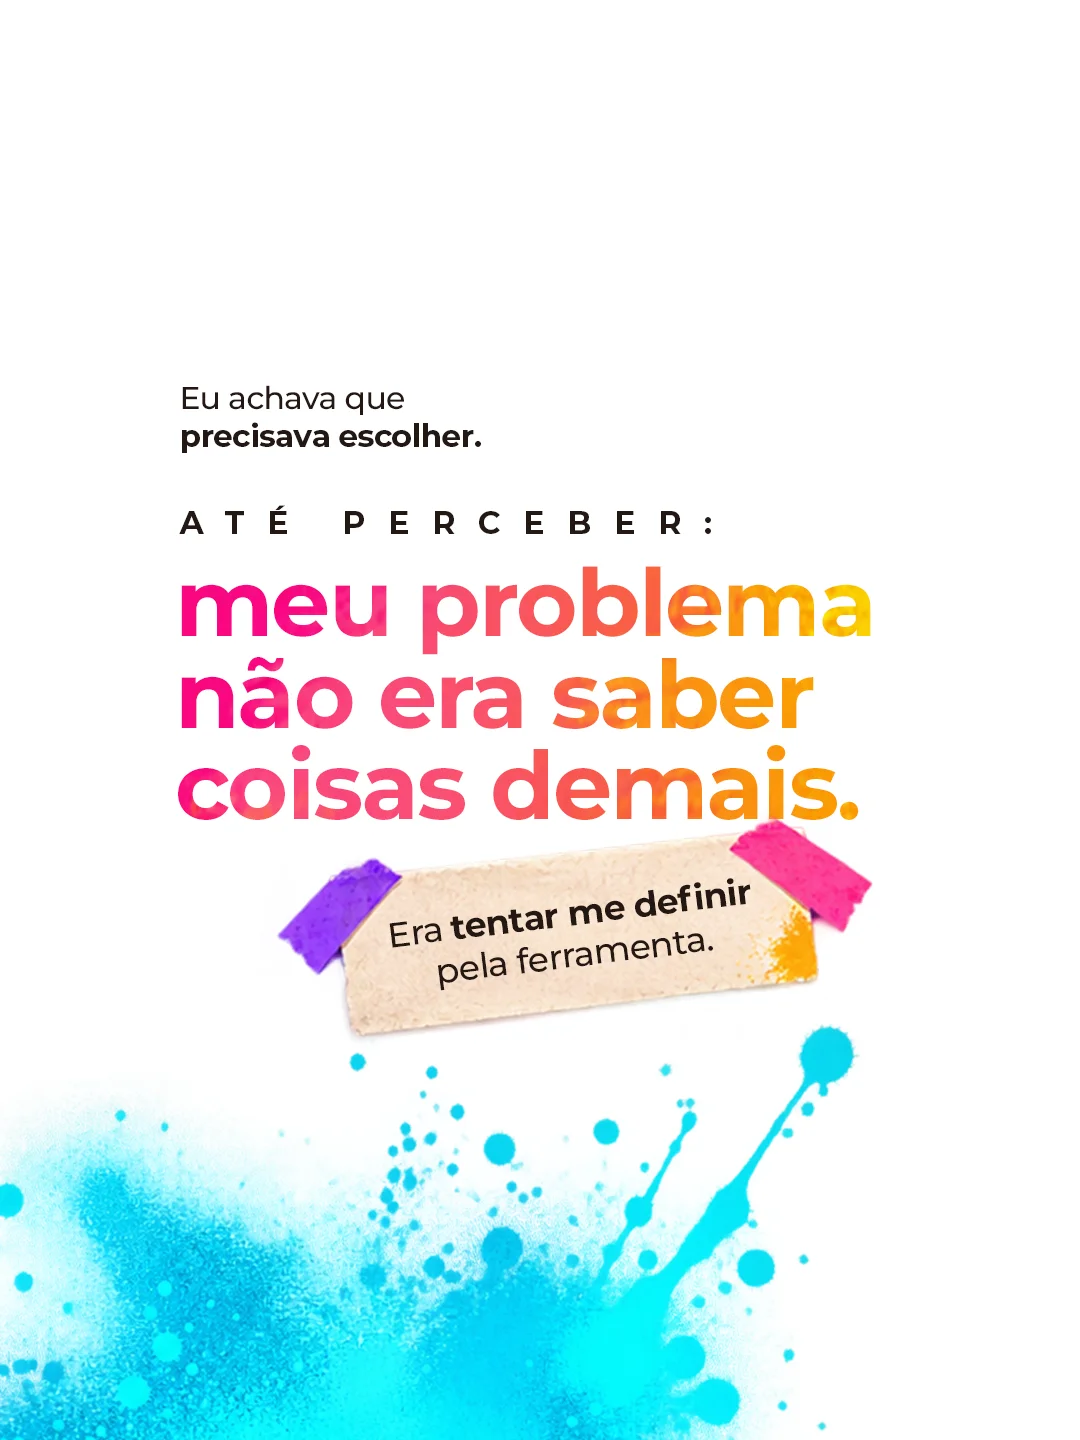 Eu achava que
precisava escolher.
ATÉ PERCEBER:
meu problema
não era saber
coisas demais.
Era tentar me definir
pela ferramenta.